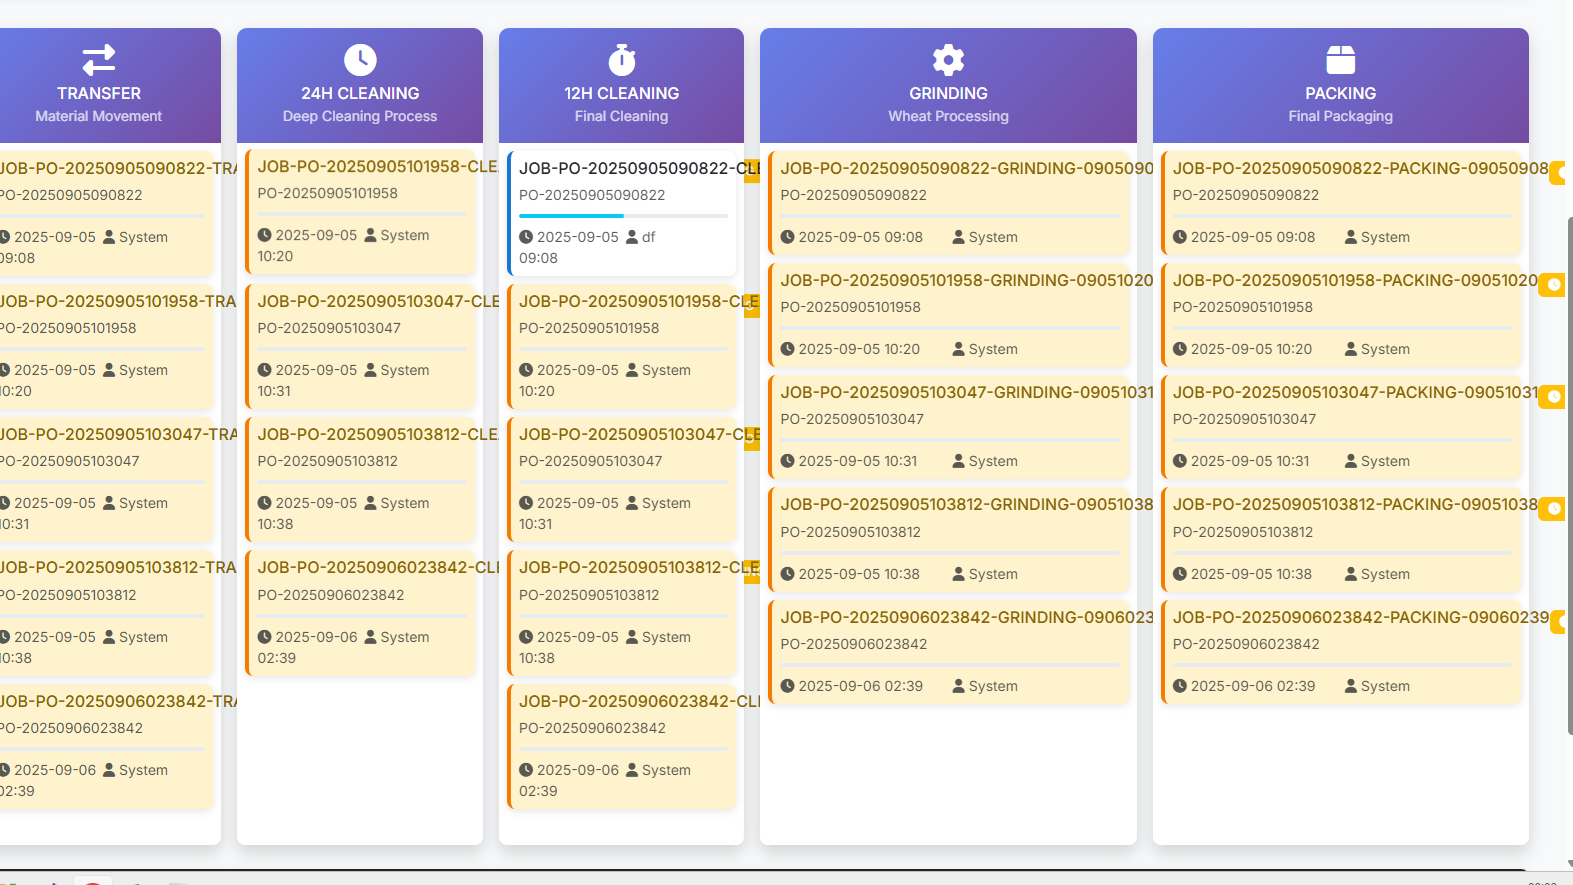 TRANSFER
Material Movement
JOB-PO-20250905090822-TRA
PO-20250905090822
2025-09-05 System
09:08
JOB-PO-20250905101958-TRA
PO-20250905101958
2025-09-05 System
10:20
JOB-PO-20250905103047-TRA
PO-20250905103047
2025-09-05 System
10:31
JOB-PO-20250905103812-TRA
PO-20250905103812
2025-09-05 System
10:38
JOB-PO-20250906023842-TRA
PO-20250906023842
2025-09-06 System
02:39
24H CLEANING
Deep Cleaning Process
JOB-PO-20250905101958-CLE
PO-20250905101958
2025-09-05 System
10:20
JOB-PO-20250905103047-CLE
PO-20250905103047
2025-09-05 System
10:31
JOB-PO-20250905103812-CLE
PO-20250905103812
2025-09-05 System
10:38
JOB-PO-20250906023842-CLE
PO-20250906023842
2025-09-06 System
02:39
12H CLEANING
Final Cleaning
JOB-PO-20250905090822-CLE
PO-20250905090822
2025-09-05 df
09:08
JOB-PO-20250905101958-CLE
PO-20250905101958
2025-09-05 System
10:20
JOB-PO-20250905103047-CLE
PO-20250905103047
2025-09-05 System
10:31
JOB-PO-20250905103812-CLE
PO-20250905103812
2025-09-05 System
10:38
JOB-PO-20250906023842-CLE
PO-20250906023842
2025-09-06 System
02:39
GRINDING
Wheat Processing
JOB-PO-20250905090822-GRINDING-0905090
PO-20250905090822
2025-09-05 09:08 System
JOB-PO-20250905101958-GRINDING-09051020
PO-20250905101958
2025-09-05 10:20 System
JOB-PO-20250905103047-GRINDING-09051031
PO-20250905103047
2025-09-05 10:31 System
JOB-PO-20250905103812-GRINDING-09051038
PO-20250905103812
2025-09-05 10:38 System
JOB-PO-20250906023842-GRINDING-0906023
PO-20250906023842
2025-09-06 02:39 System
PACKING
Final Packaging
JOB-PO-20250905090822-PACKING-09050908
PO-20250905090822
2025-09-05 09:08 System
JOB-PO-20250905101958-PACKING-09051020
PO-20250905101958
2025-09-05 10:20 System
JOB-PO-20250905103047-PACKING-09051031
PO-20250905103047
2025-09-05 10:31 System
JOB-PO-20250905103812-PACKING-09051038
PO-20250905103812
2025-09-05 10:38 System
JOB-PO-20250906023842-PACKING-09060239
PO-20250906023842
2025-09-06 02:39 System